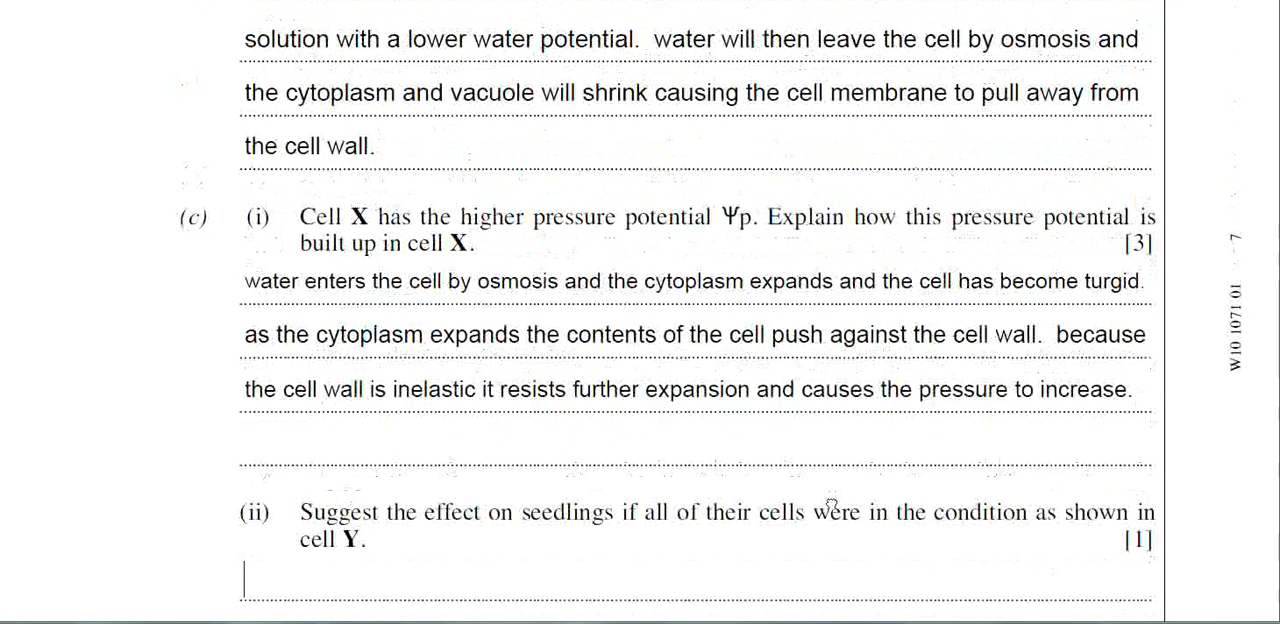 solution with a lower water potential.  water will then leave the cell by osmosis and
the cytoplasm and vacuole will shrink causing the cell membrane to pull away from
the cell wall.
(c) (i) Cell X has the higher pressure potential Ψp. Explain how this pressure potential is
built up in cell X. [3]
water enters the cell by osmosis and the cytoplasm expands and the cell has become turgid.
as the cytoplasm expands the contents of the cell push against the cell wall.  because
the cell wall is inelastic it resists further expansion and causes the pressure to increase.
(ii) Suggest the effect on seedlings if all of their cells were in the condition as shown in
cell Y. [1]
W10 1071 01 7